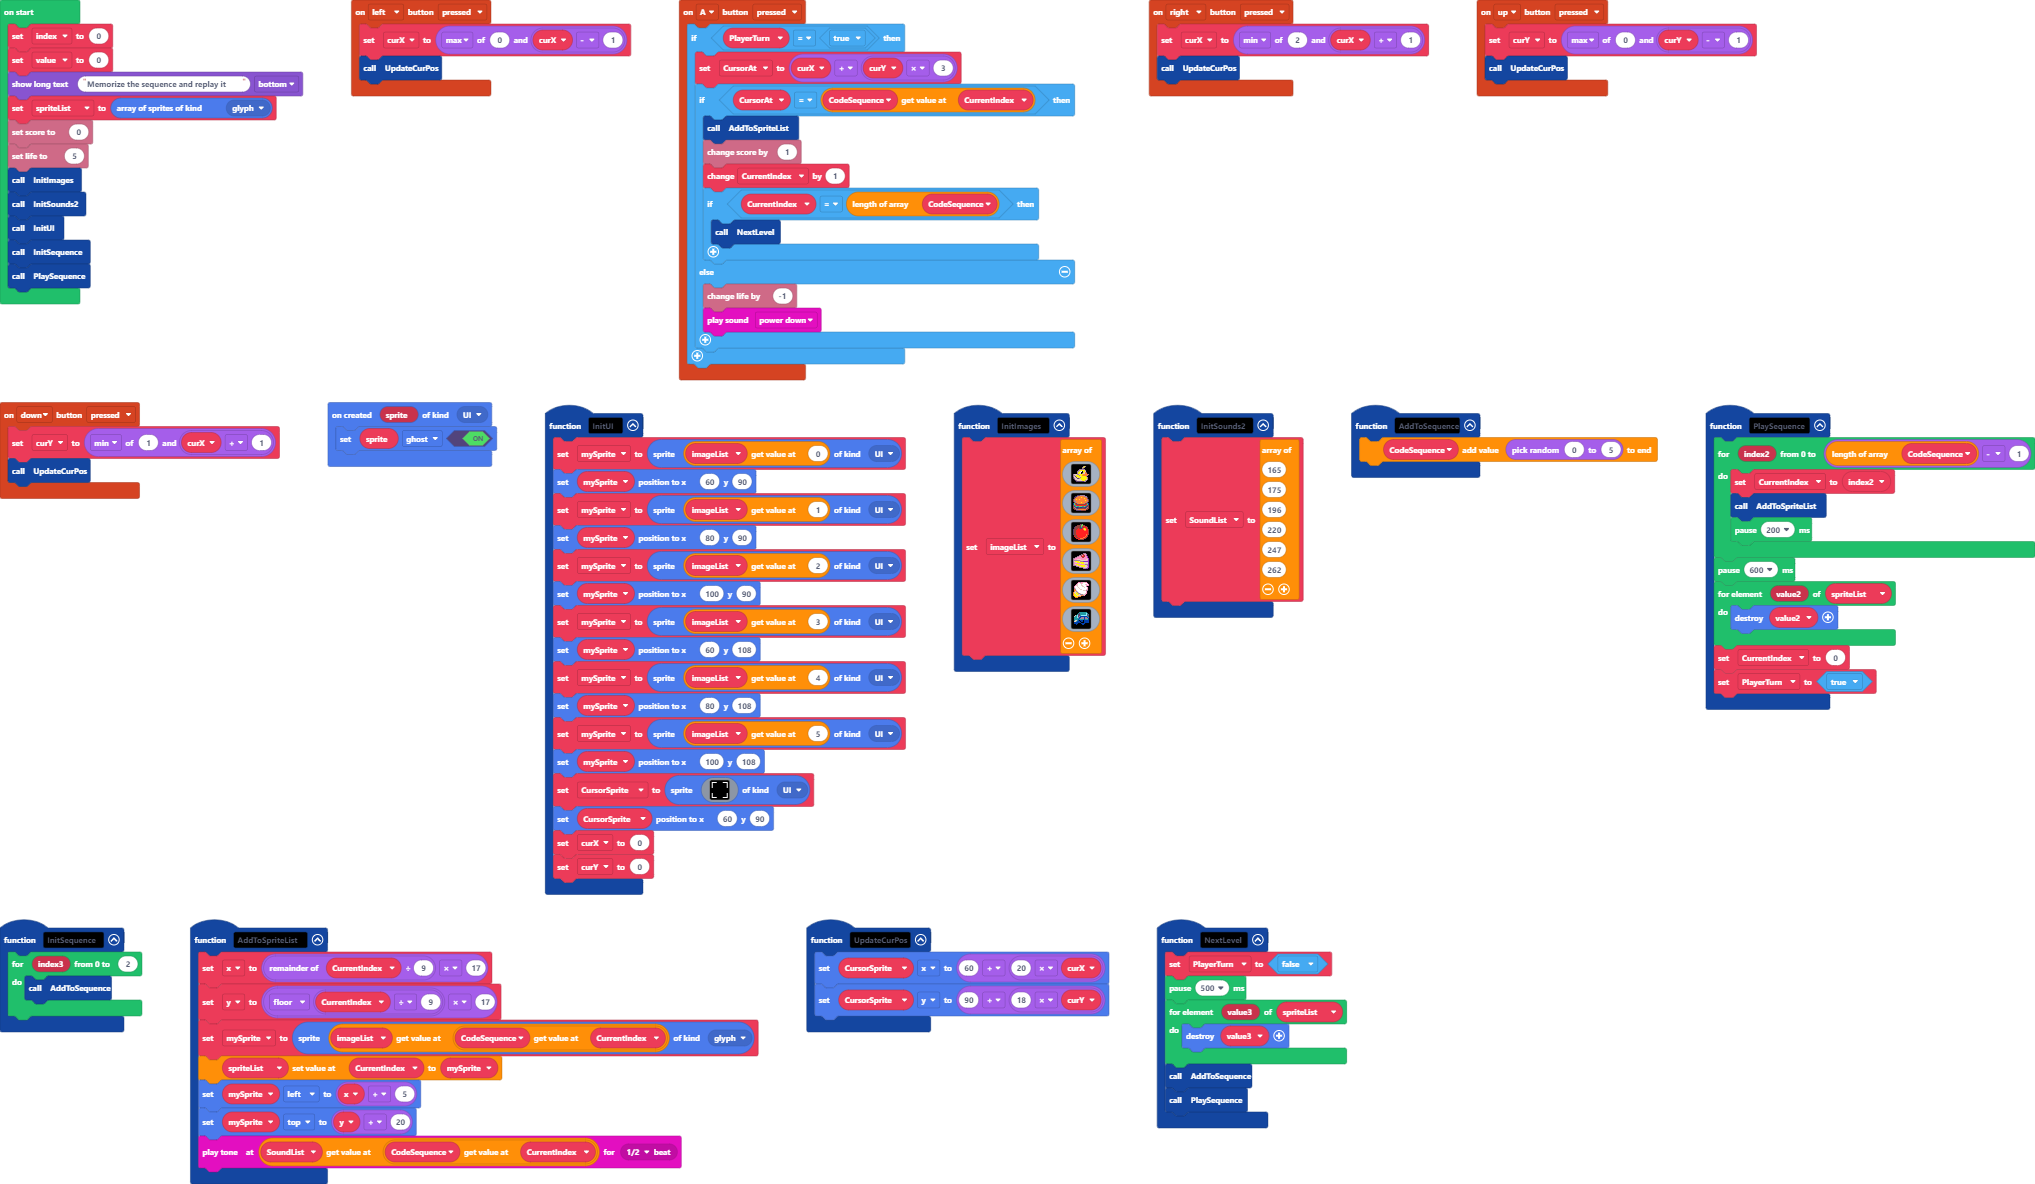 on start
set index to 0
set value to 0
show long text "Memorize the sequence and replay it" bottom
set spriteList to array of sprites of kind glyph
set score to 0
set life to 5
call InitImages
call InitSounds2
call InitUI
call InitSequence
call PlaySequence
on left button pressed
set curX to max of 0 and curX - 1
call UpdateCurPos
on A button pressed
if PlayerTurn = true then
set CursorAt to curX + curY × 3
if CursorAt = CodeSequence get value at CurrentIndex then
call AddToSpriteList
change score by 1
change CurrentIndex by 1
if CurrentIndex = length of array CodeSequence then
call NextLevel
else
change life by -1
play sound power down
on right button pressed
set curX to min of 2 and curX + 1
call UpdateCurPos
on up button pressed
set curY to max of 0 and curY - 1
call UpdateCurPos
on down button pressed
set curY to min of 1 and curX + 1
call UpdateCurPos
on created sprite of kind UI
set sprite ghost ON
function InitUI
set mySprite to sprite imageList get value at 0 of kind UI
set mySprite position to x 60 y 90
set mySprite to sprite imageList get value at 1 of kind UI
set mySprite position to x 80 y 90
set mySprite to sprite imageList get value at 2 of kind UI
set mySprite position to x 100 y 90
set mySprite to sprite imageList get value at 3 of kind UI
set mySprite position to x 60 y 108
set mySprite to sprite imageList get value at 4 of kind UI
set mySprite position to x 80 y 108
set mySprite to sprite imageList get value at 5 of kind UI
set mySprite position to x 100 y 108
set CursorSprite to sprite of kind UI
set CursorSprite position to x 60 y 90
set curX to 0
set curY to 0
function InitImages
array of
set imageList to
function InitSounds2
array of
165
175
196
220
set SoundList to
247
262
function AddToSequence
CodeSequence add value pick random 0 to 5 to end
function PlaySequence
for index2 from 0 to length of array CodeSequence - 1
do set CurrentIndex to index2
call AddToSpriteList
pause 200 ms
pause 600 ms
for element value2 of spriteList
do destroy value2
set CurrentIndex to 0
set PlayerTurn to true
function InitSequence
for index3 from 0 to 2
do call AddToSequence
function AddToSpriteList
set x to remainder of CurrentIndex ÷ 9 × 17
set y to floor CurrentIndex ÷ 9 × 17
set mySprite to sprite imageList get value at CodeSequence get value at CurrentIndex of kind glyph
spriteList set value at CurrentIndex to mySprite
set mySprite left to x + 5
set mySprite top to y + 20
play tone at SoundList get value at CodeSequence get value at CurrentIndex for 1/2 beat
function UpdateCurPos
set CursorSprite x to 60 + 20 × curX
set CursorSprite y to 90 + 18 × curY
function NextLevel
set PlayerTurn to false
pause 500 ms
for element value3 of spriteList
do destroy value3
call AddToSequence
call PlaySequence